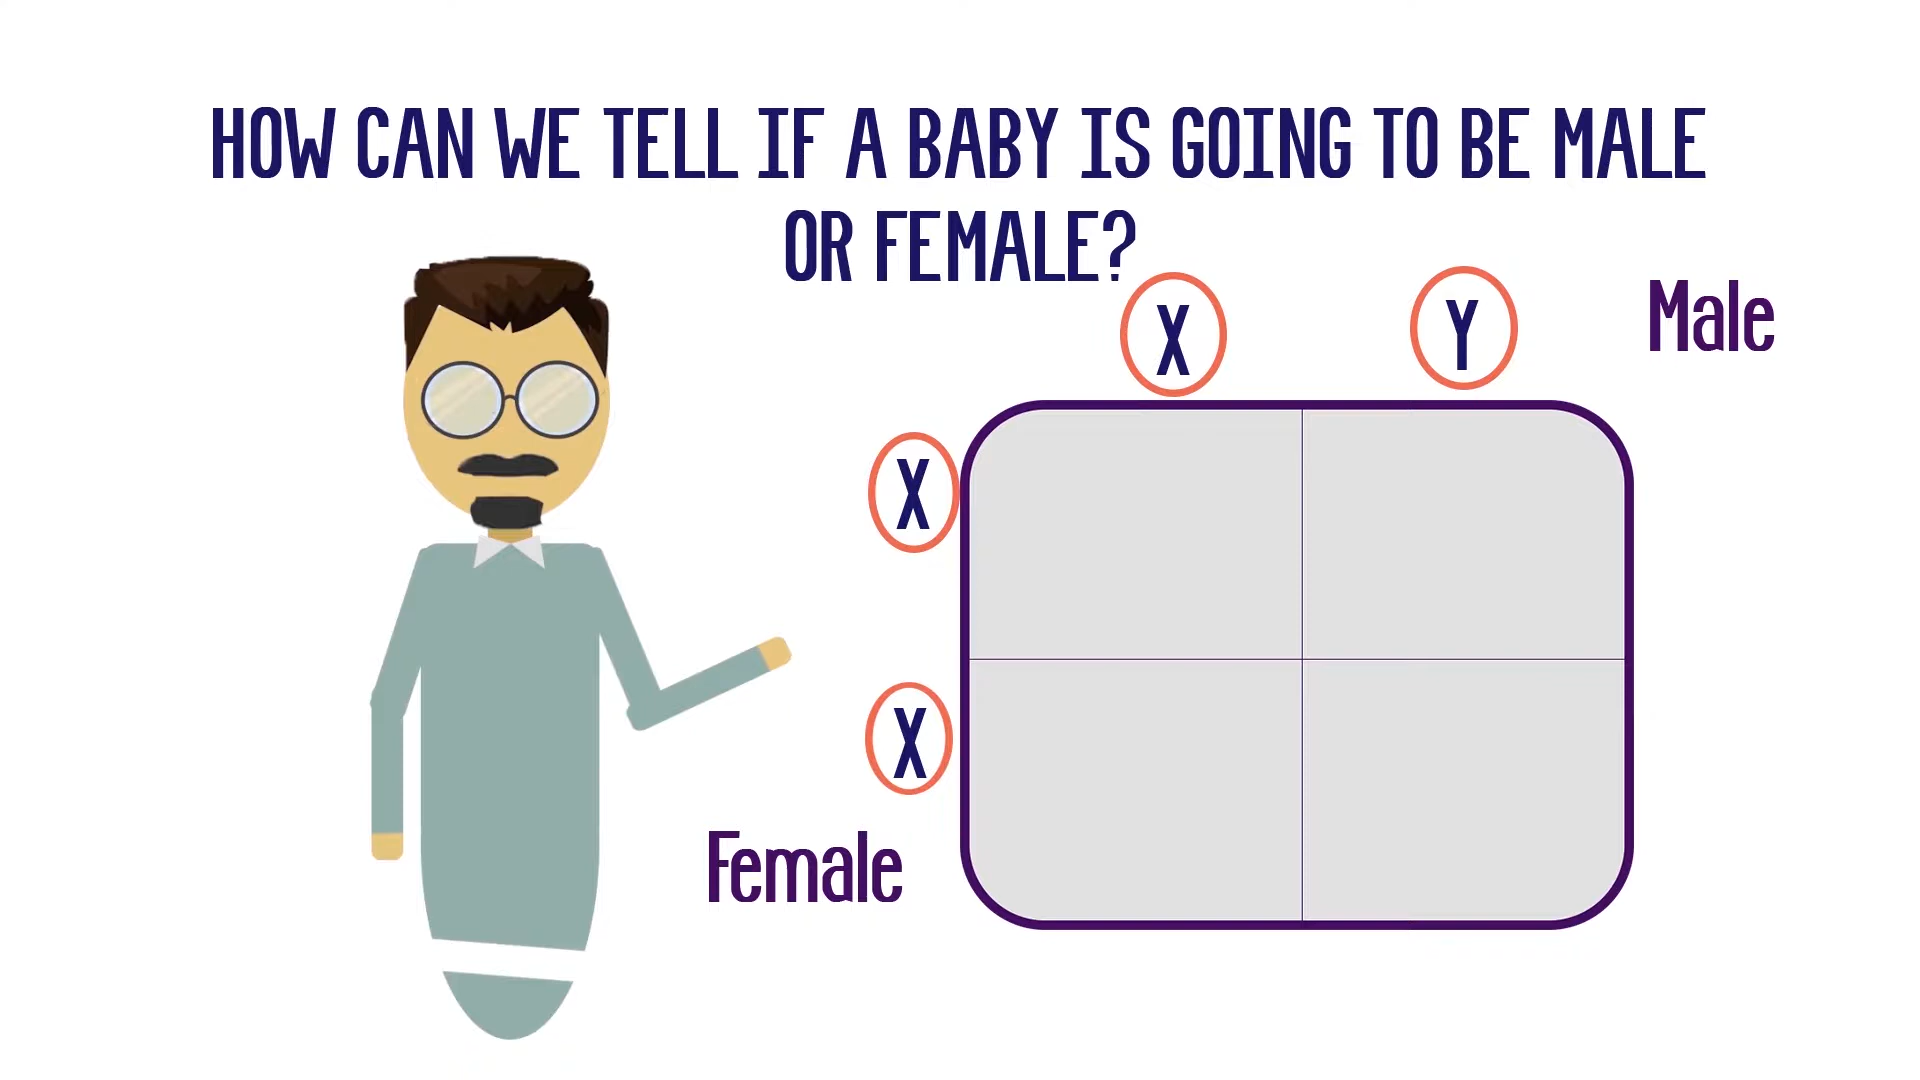 HOW CAN WE TELL IF A BABY IS GOING TO BE MALE
OR FEMALE?
X
Y
Male
X
X
Female